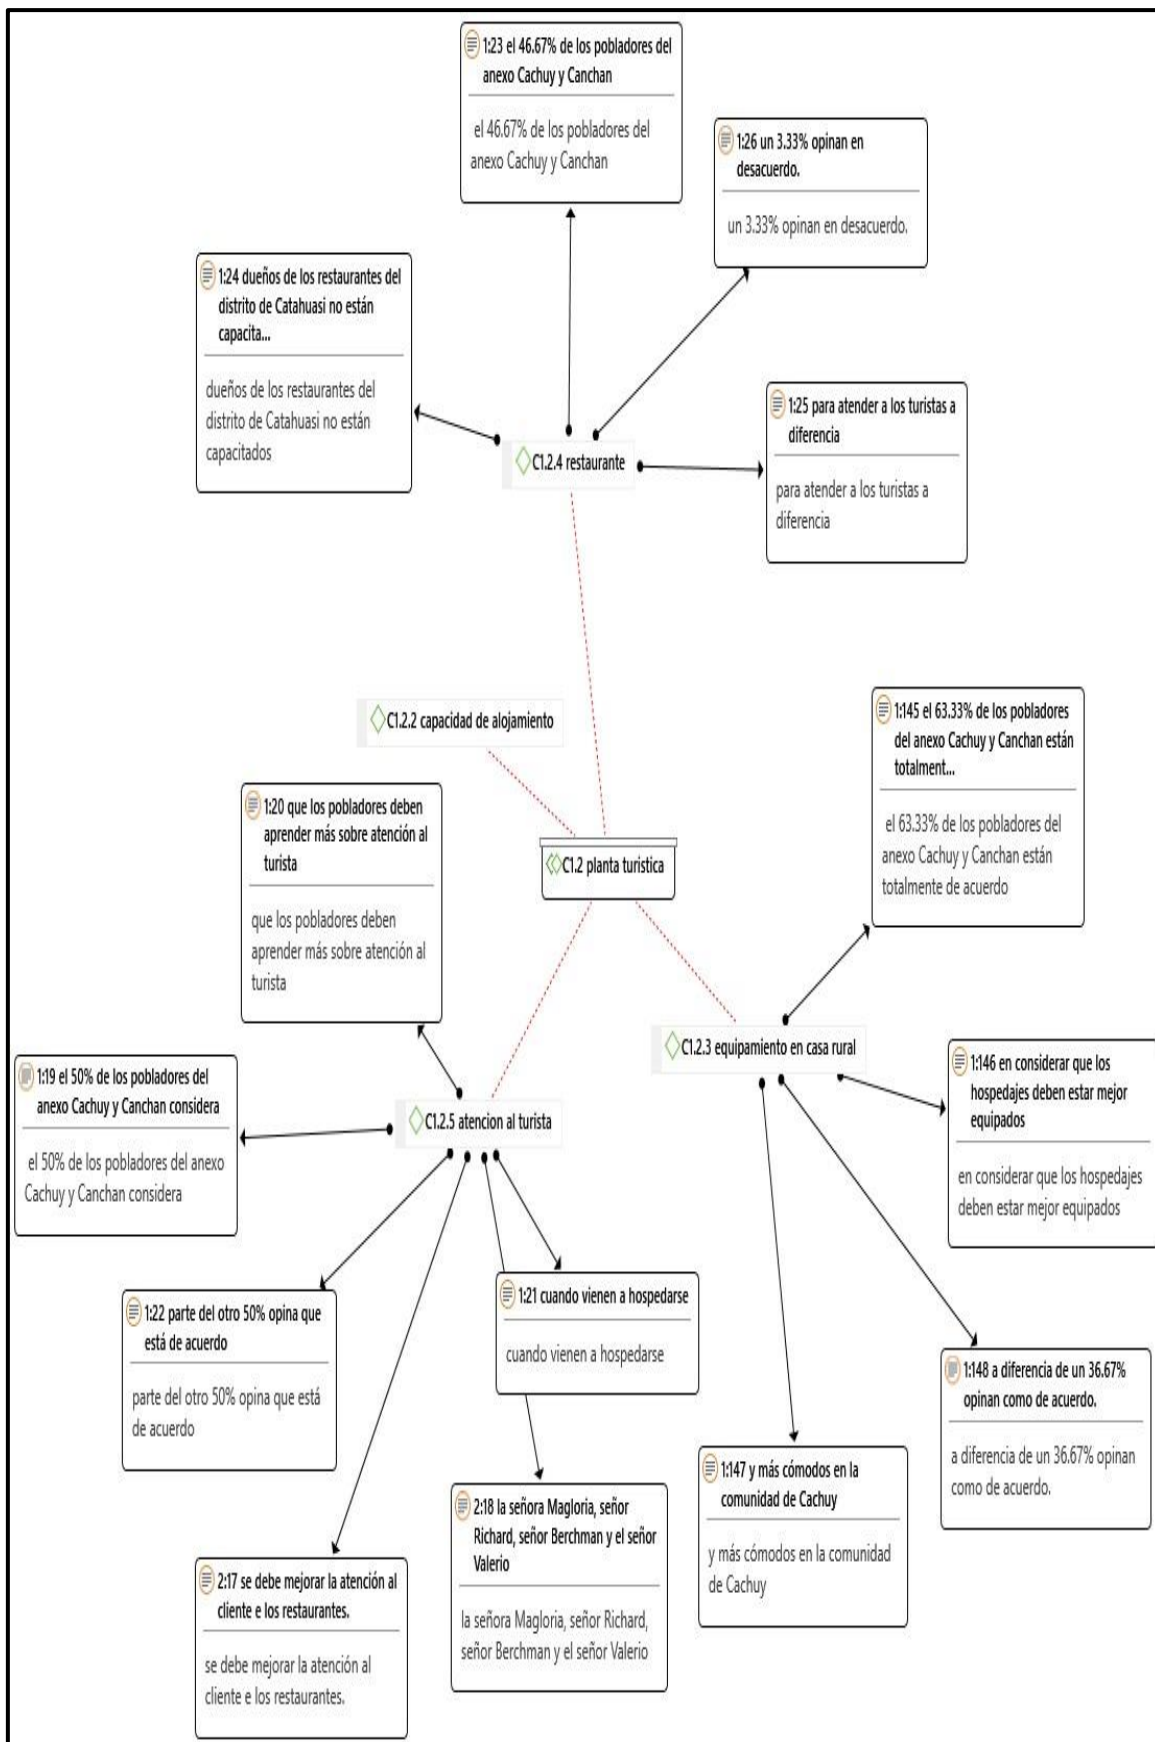 1:23 el 46.67% de los pobladores del
anexo Cachuy y Canchan
el 46.67% de los pobladores del
anexo Cachuy y Canchan
1:26 un 3.33% opinan en
desacuerdo.
un 3.33% opinan en desacuerdo.
1:24 dueños de los restaurantes del
distrito de Catahuasi no están
capacita...
dueños de los restaurantes del
distrito de Catahuasi no están
capacitados
1:25 para atender a los turistas a
diferencia
para atender a los turistas a
diferencia
C1.2.4 restaurante
C1.2.2 capacidad de alojamiento
1:145 el 63.33% de los pobladores
del anexo Cachuy y Canchan están
totalment...
el 63.33% de los pobladores del
anexo Cachuy y Canchan están
totalmente de acuerdo
1:20 que los pobladores deben
aprender más sobre atención al
turista
que los pobladores deben
aprender más sobre atención al
turista
C1.2 planta turistica
C1.2.3 equipamiento en casa rural
1:146 en considerar que los
hospedajes deben estar mejor
equipados
en considerar que los hospedajes
deben estar mejor equipados
1:19 el 50% de los pobladores del
anexo Cachuy y Canchan considera
el 50% de los pobladores del anexo
Cachuy y Canchan considera
C1.2.5 atencion al turista
1:22 parte del otro 50% opina que
está de acuerdo
parte del otro 50% opina que está
de acuerdo
1:21 cuando vienen a hospedarse
cuando vienen a hospedarse
1:148 a diferencia de un 36.67%
opinan como de acuerdo.
a diferencia de un 36.67% opinan
como de acuerdo.
1:147 y más cómodos en la
comunidad de Cachuy
y más cómodos en la comunidad
de Cachuy
2:18 la señora Magloria, señor
Richard, señor Berchman y el señor
Valerio
la señora Magloria, señor Richard,
señor Berchman y el señor Valerio
2:17 se debe mejorar la atención al
cliente e los restaurantes.
se debe mejorar la atención al
cliente e los restaurantes.